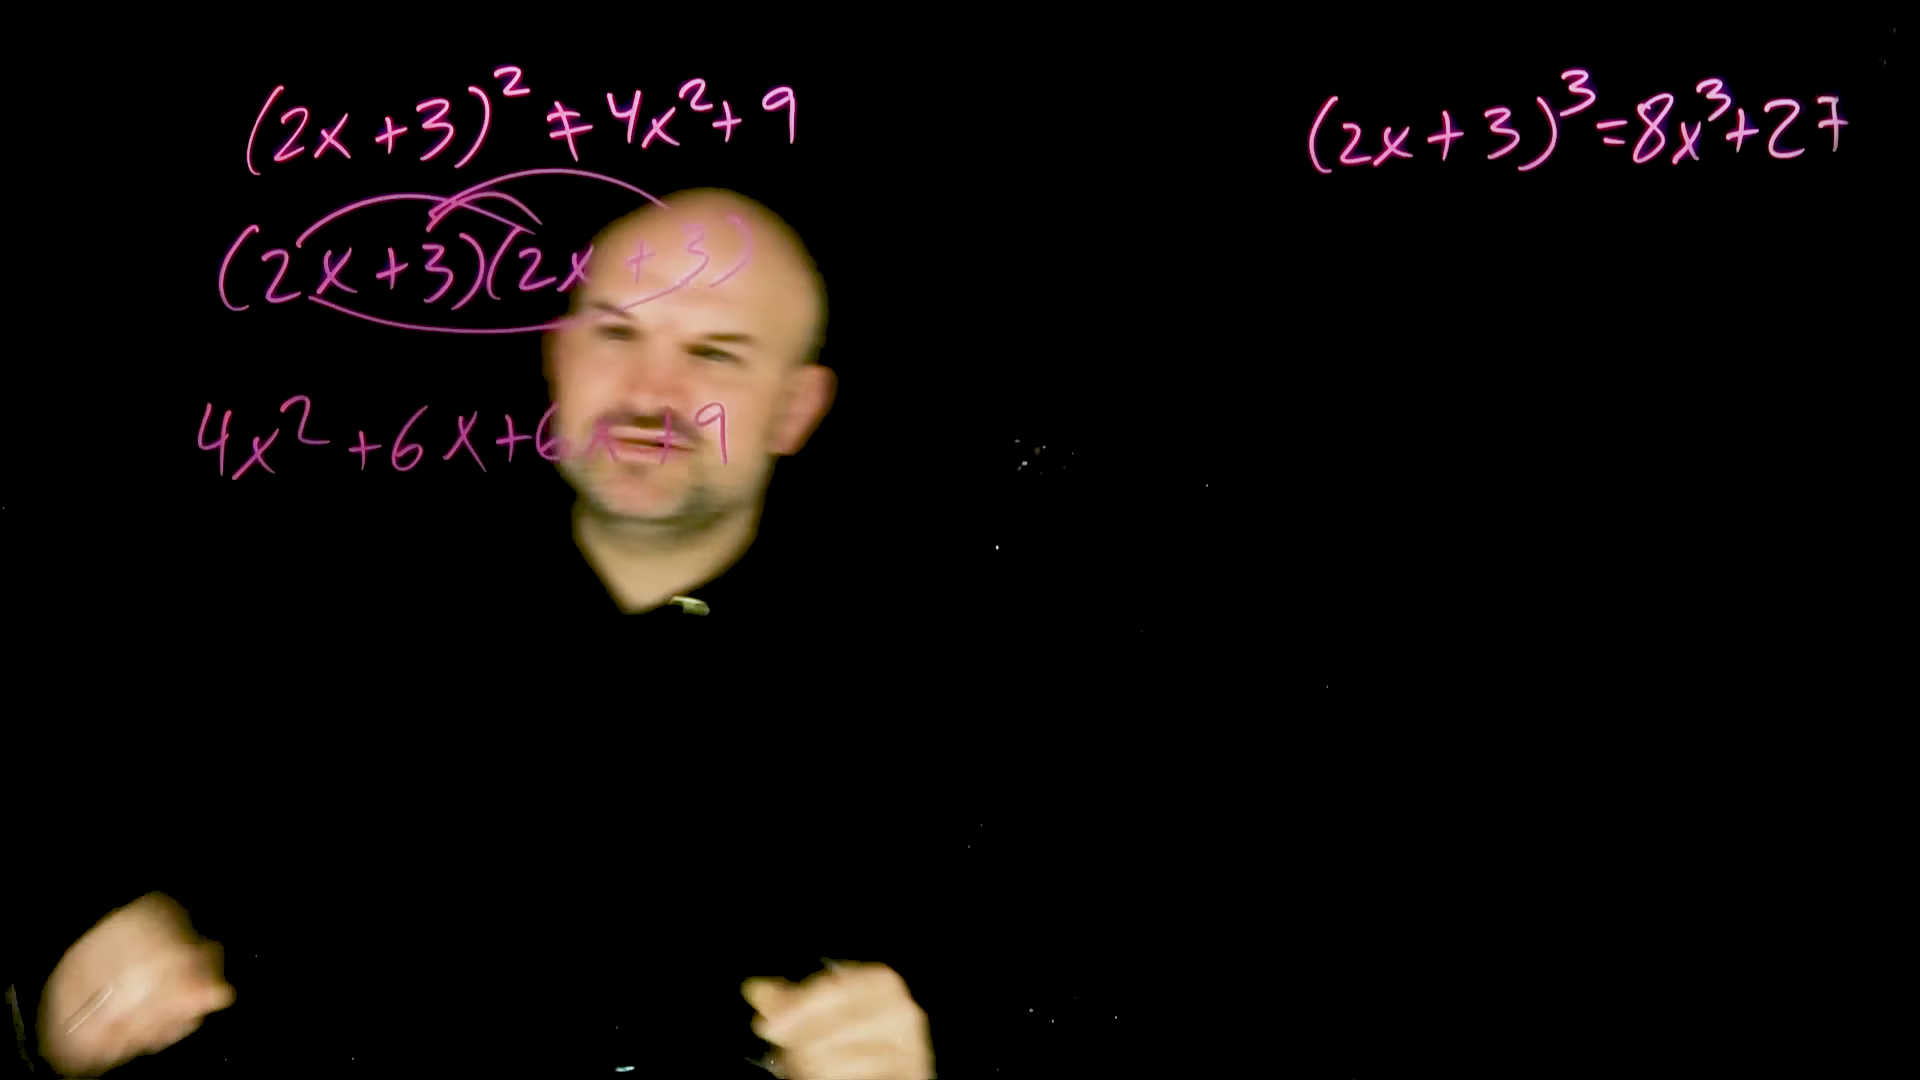 (2x+3)² ≠ 4x²+9
(2x+3)(2x+3)
4x²+6x+6x+9
(2x+3)³=8x³+27